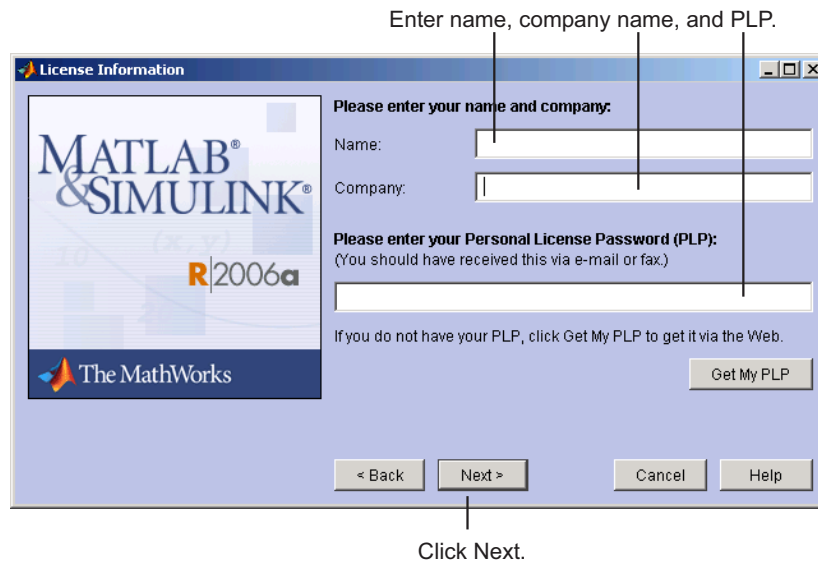 Enter name, company name, and PLP.
License Information
Please enter your name and company:
Name:
Company:
Please enter your Personal License Password (PLP):
(You should have received this via e-mail or fax.)
If you do not have your PLP, click Get My PLP to get it via the Web.
Get My PLP
MATLAB®
&SIMULINK®
10 (x,y)
R2006a
20
The MathWorks
< Back
Next >
Cancel
Help
Click Next.